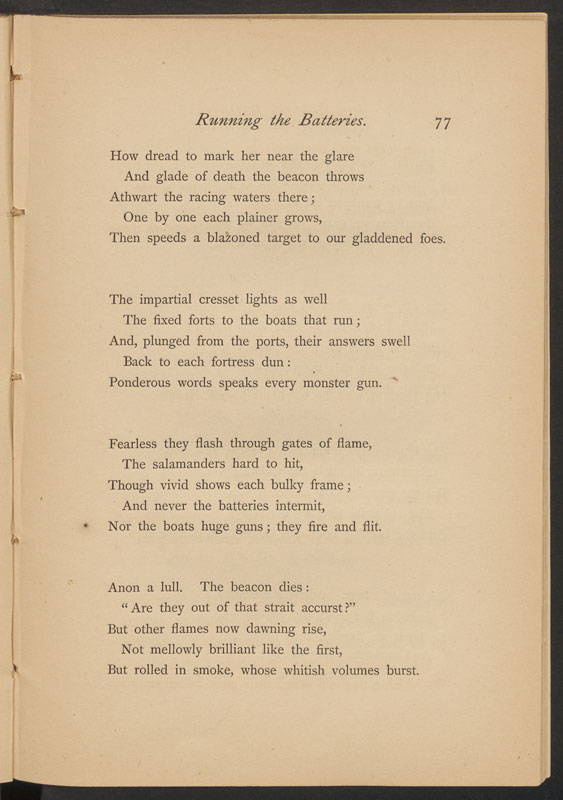 Running the Batteries. 77
How dread to mark her near the glare
And glade of death the beacon throws
Athwart the racing waters there;
One by one each plainer grows,
Then speeds a blazoned target to our gladdened foes.
The impartial cresset lights as well
The fixed forts to the boats that run;
And, plunged from the ports, their answers swell
Back to each fortress dun:
Ponderous words speaks every monster gun.
Fearless they flash through gates of flame,
The salamanders hard to hit,
Though vivid shows each bulky frame;
And never the batteries intermit,
Nor the boats huge guns; they fire and flit.
Anon a lull. The beacon dies:
"Are they out of that strait accurst?"
But other flames now dawning rise,
Not mellowly brilliant like the first,
But rolled in smoke, whose whitish volumes burst.